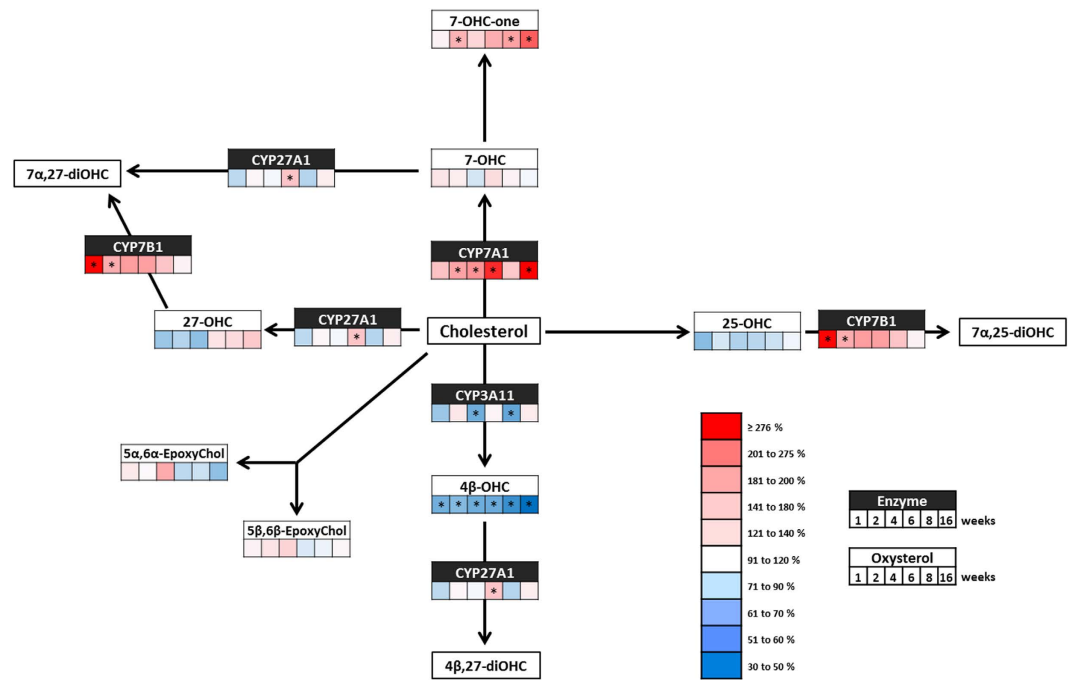 7-OHC-one
* * *
CYP27A1
*
7-OHC
7α,27-diOHC
CYP7B1
* *
CYP7A1
* * * *
27-OHC
CYP27A1
*
Cholesterol
25-OHC
CYP7B1
* *
7α,25-diOHC
CYP3A11
* *
5α,6α-EpoxyChol
4β-OHC
* * * * * *
5β,6β-EpoxyChol
CYP27A1
*
4β,27-diOHC
≥ 276 %
201 to 275 %
181 to 200 %
141 to 180 %
121 to 140 %
91 to 120 %
71 to 90 %
61 to 70 %
51 to 60 %
30 to 50 %
Enzyme
1 2 4 6 8 16 weeks
Oxysterol
1 2 4 6 8 16 weeks